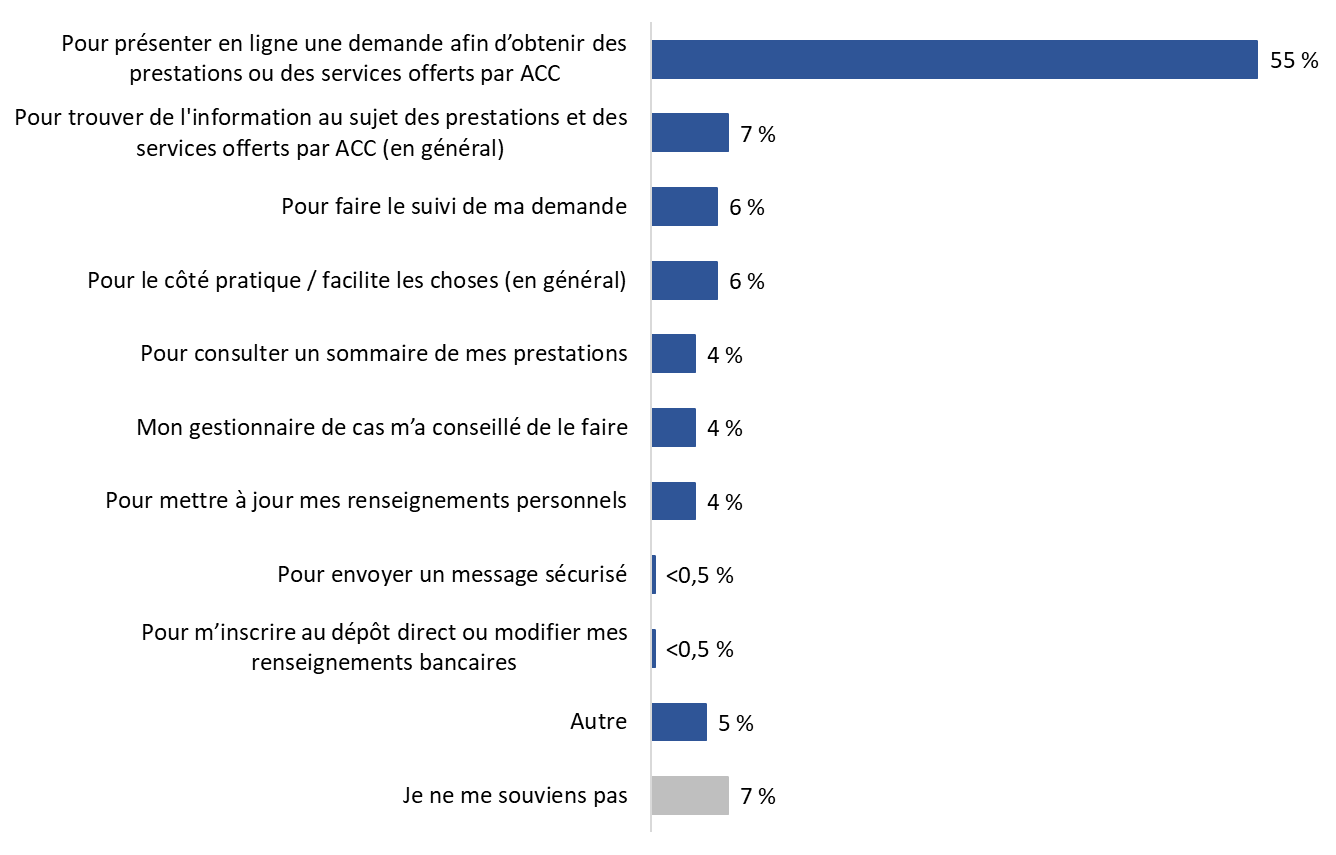 Pour présenter en ligne une demande afin d’obtenir des
prestations ou des services offerts par ACC
55 %
Pour trouver de l'information au sujet des prestations et des
services offerts par ACC (en général)
7 %
Pour faire le suivi de ma demande
6 %
Pour le côté pratique / facilite les choses (en général)
6 %
Pour consulter un sommaire de mes prestations
4 %
Mon gestionnaire de cas m’a conseillé de le faire
4 %
Pour mettre à jour mes renseignements personnels
4 %
Pour envoyer un message sécurisé
<0,5 %
Pour m’inscrire au dépôt direct ou modifier mes
renseignements bancaires
<0,5 %
Autre
5 %
Je ne me souviens pas
7 %